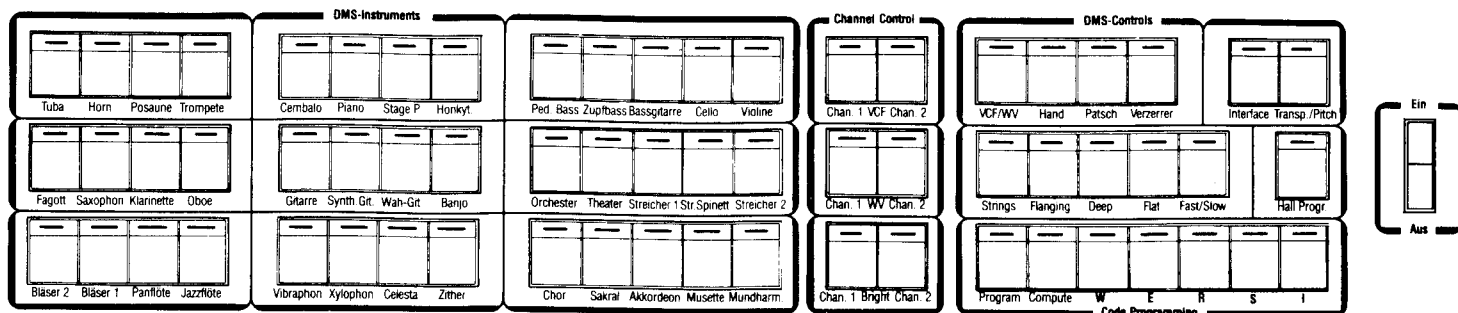 DMS-Instruments Channel Control DMS-Controls
Tuba Horn Posaune Trompete Cembalo Piano Stage P Honkyt. Ped. Bass Zupfbass Bassgitarre Cello Violine Chan. 1 VCF Chan. 2 VCF/WV Hand Patsch Verzerrer Interface Transp./Pitch
Ein
Fagott Saxophon Klarinette Oboe Gitarre Synth. Git. Wah-Git Banjo Orchester Theater Streicher 1 Str.Spinett Streicher 2 Chan. 1 WV Chan. 2 Strings Flanging Deep Flat Fast/Slow Hall Progr.
Aus
Bläser 2 Bläser 1 Panflöte Jazzflöte Vibraphon Xylophon Celesta Zither Chor Sakral Akkordeon Musette Mundharm. Chan. 1 Bright Chan. 2 Program Compute W E R S I
Code Programming